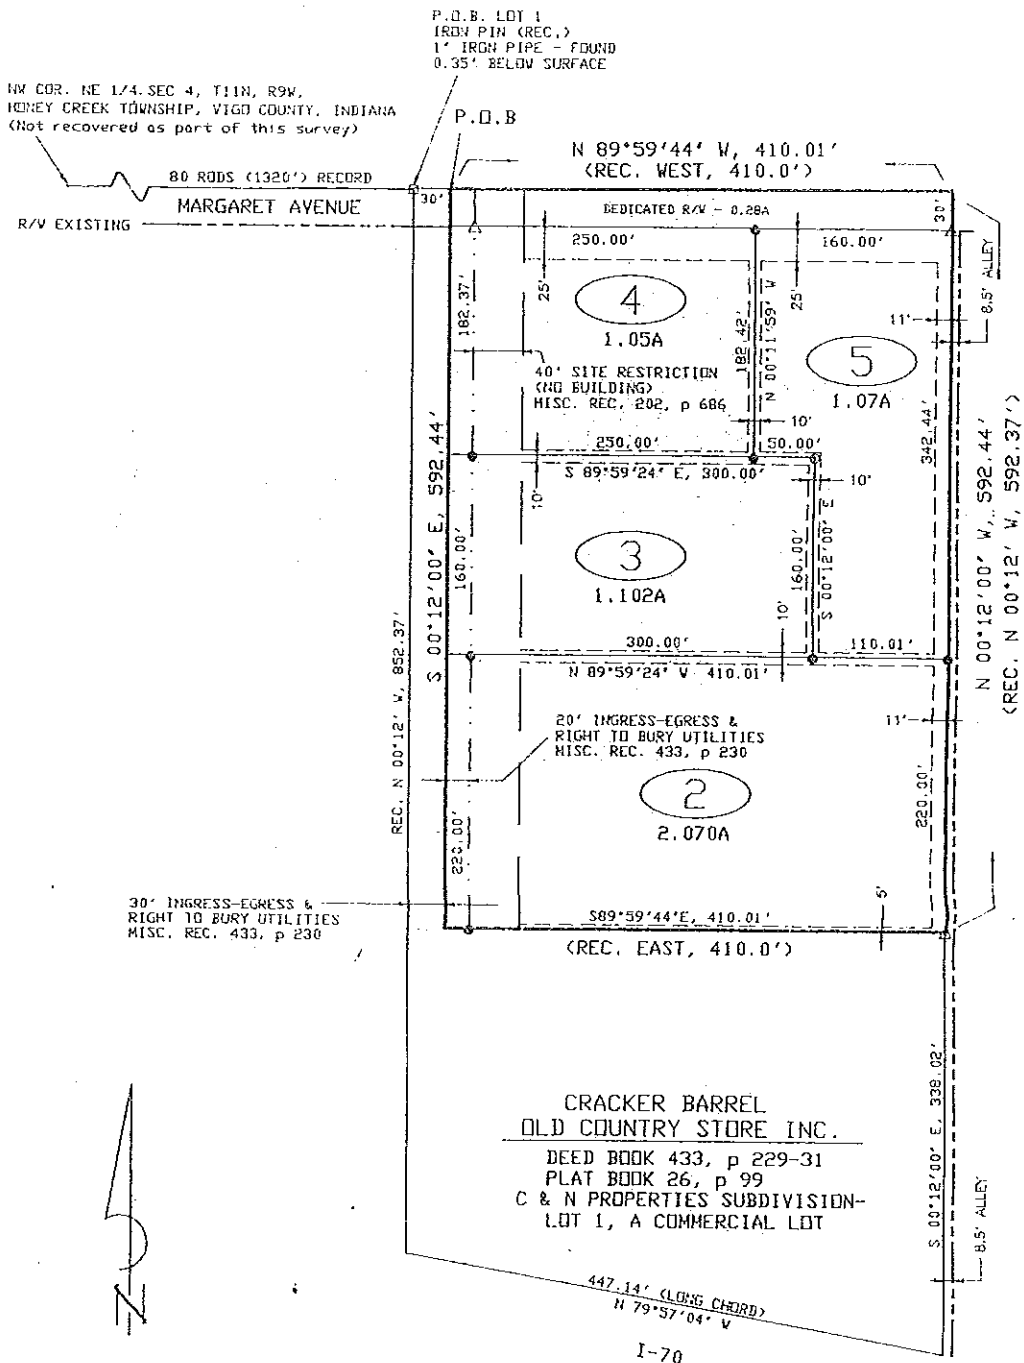 P.O.B. LOT 1
IRON PIN (REC.)
1" IRON PIPE - FOUND
0.35' BELOW SURFACE
NW COR. NE 1/4. SEC 4, T11N, R9W,
HONEY CREEK TOWNSHIP, VIGO COUNTY, INDIANA
(Not recovered as part of this survey)
P.O.B
N 89°59'44" W, 410.01'
(REC. WEST, 410.0')
80 RODS (1320') RECORD
30'
MARGARET AVENUE
DEDICATED R/W - 0.28A
30'
R/W EXISTING
250.00'
160.00'
8.5' ALLEY
25'
25'
182.37'
4
1.05A
182.42'
N 00°11'59" W
11'
5
1.07A
40' SITE RESTRICTION
(NO BUILDING)
MISC. REC. 202, p 686
10'
342.44'
250.00'
50.00'
S 89°59'24" E, 300.00'
10'
10'
S 00°12'00" E, 592.44'
N 00°12'00" W, 592.44'
(REC. N 00°12' W, 592.37')
160.00'
3
1.102A
160.00'
S 00°12'00" E
10'
REC. N 00°12' W, 852.37'
300.00'
110.01'
N 89°59'24" W 410.01'
20' INGRESS-EGRESS &
RIGHT TO BURY UTILITIES
MISC. REC. 433, p 230
11'
2
2.070A
220.00'
220.00'
30' INGRESS-EGRESS &
RIGHT TO BURY UTILITIES
MISC. REC. 433, p 230
S89°59'44"E, 410.01'
5'
(REC. EAST, 410.0')
CRACKER BARREL
OLD COUNTRY STORE INC.
DEED BOOK 433, p 229-31
PLAT BOOK 26, p 99
C & N PROPERTIES SUBDIVISION-
LOT 1, A COMMERCIAL LOT
S 00°12'00" E, 338.02'
8.5' ALLEY
N
447.14' (LONG CHORD)
N 79°57'04" W
I-70